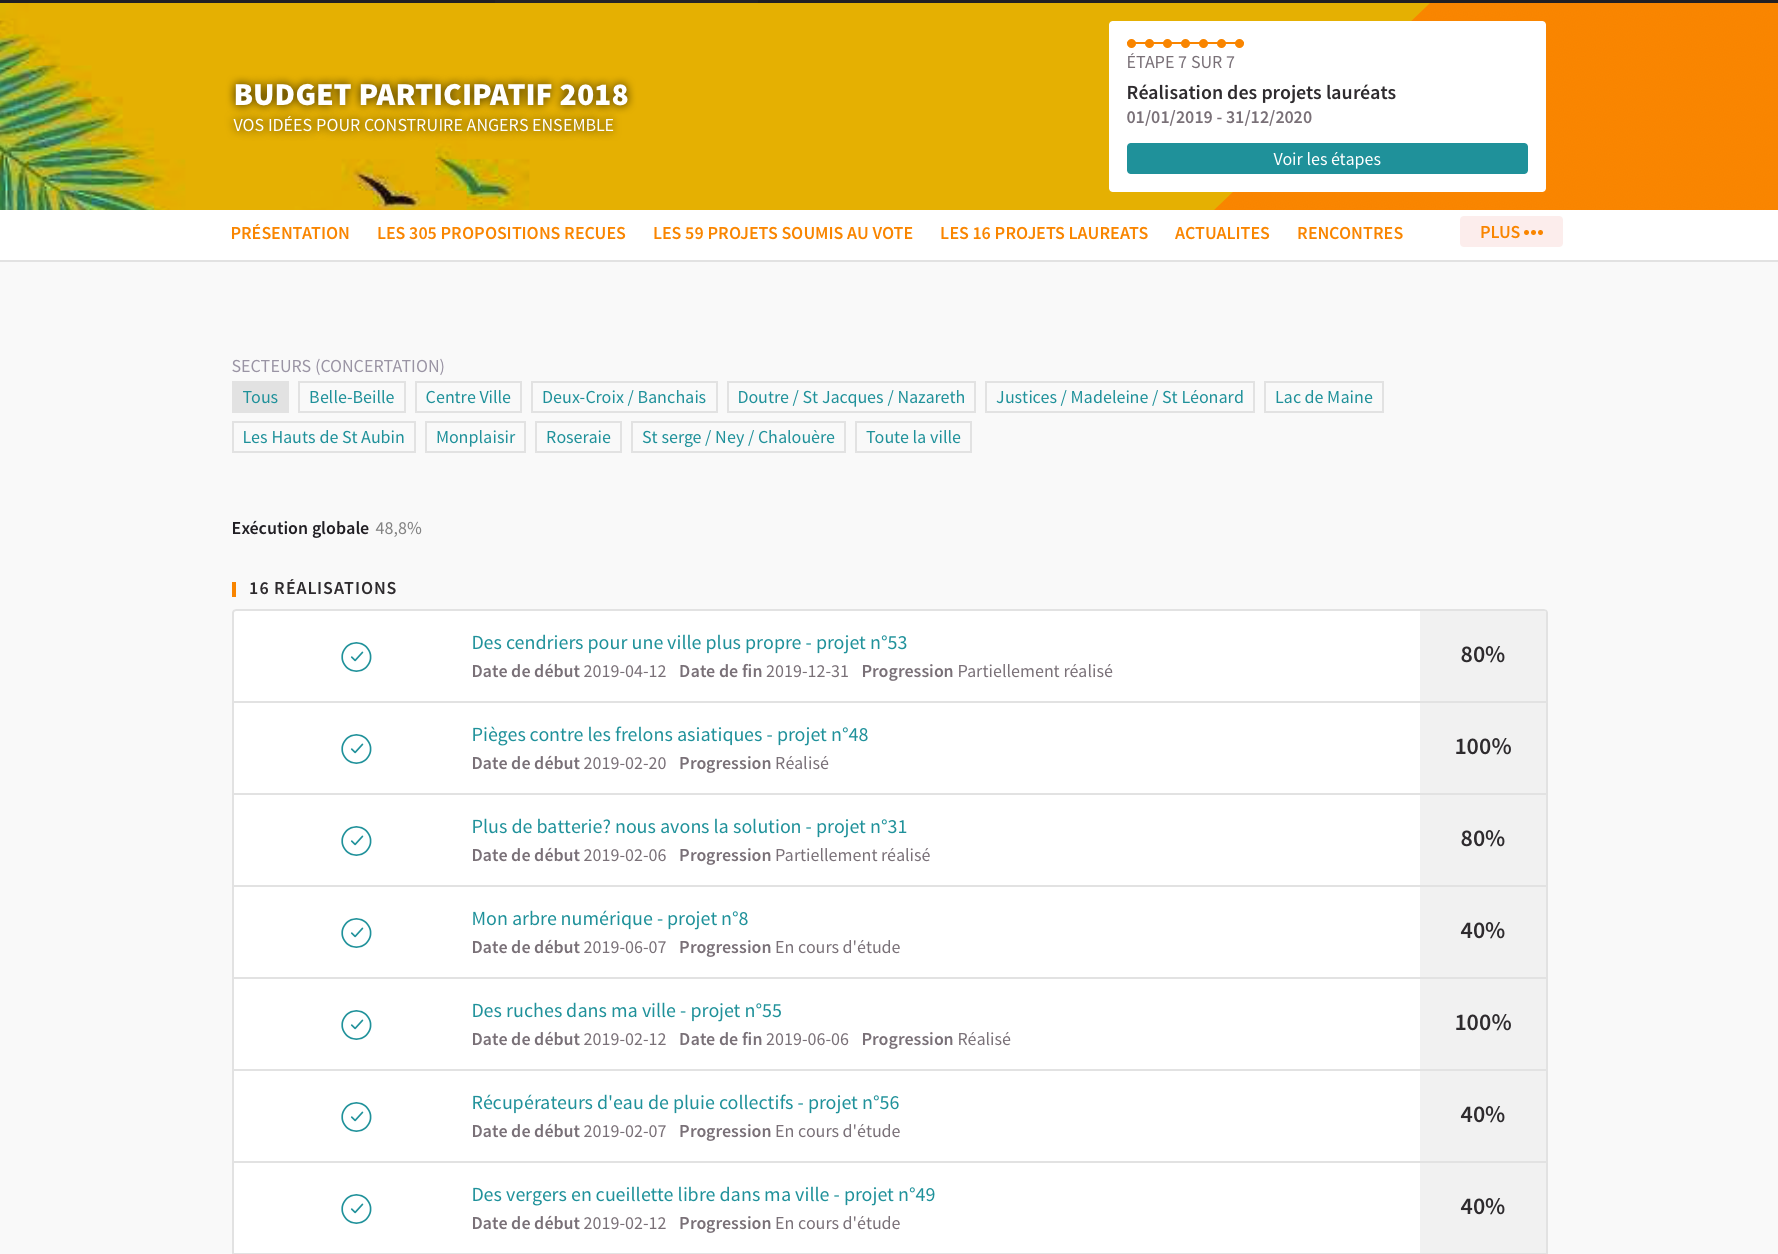 BUDGET PARTICIPATIF 2018
VOS IDÉES POUR CONSTRUIRE ANGERS ENSEMBLE
ÉTAPE 7 SUR 7
Réalisation des projets lauréats
01/01/2019 - 31/12/2020
Voir les étapes
PRÉSENTATION LES 305 PROPOSITIONS RECUES LES 59 PROJETS SOUMIS AU VOTE LES 16 PROJETS LAUREATS ACTUALITES RENCONTRES PLUS •••
SECTEURS (CONCERTATION)
Tous Belle-Beille Centre Ville Deux-Croix / Banchais Doutre / St Jacques / Nazareth Justices / Madeleine / St Léonard Lac de Maine
Les Hauts de St Aubin Monplaisir Roseraie St serge / Ney / Chalouère Toute la ville
Exécution globale 48,8%
16 RÉALISATIONS
Des cendriers pour une ville plus propre - projet n°53
Date de début 2019-04-12 Date de fin 2019-12-31 Progression Partiellement réalisé
80%
Pièges contre les frelons asiatiques - projet n°48
Date de début 2019-02-20 Progression Réalisé
100%
Plus de batterie? nous avons la solution - projet n°31
Date de début 2019-02-06 Progression Partiellement réalisé
80%
Mon arbre numérique - projet n°8
Date de début 2019-06-07 Progression En cours d'étude
40%
Des ruches dans ma ville - projet n°55
Date de début 2019-02-12 Date de fin 2019-06-06 Progression Réalisé
100%
Récupérateurs d'eau de pluie collectifs - projet n°56
Date de début 2019-02-07 Progression En cours d'étude
40%
Des vergers en cueillette libre dans ma ville - projet n°49
Date de début 2019-02-12 Progression En cours d'étude
40%